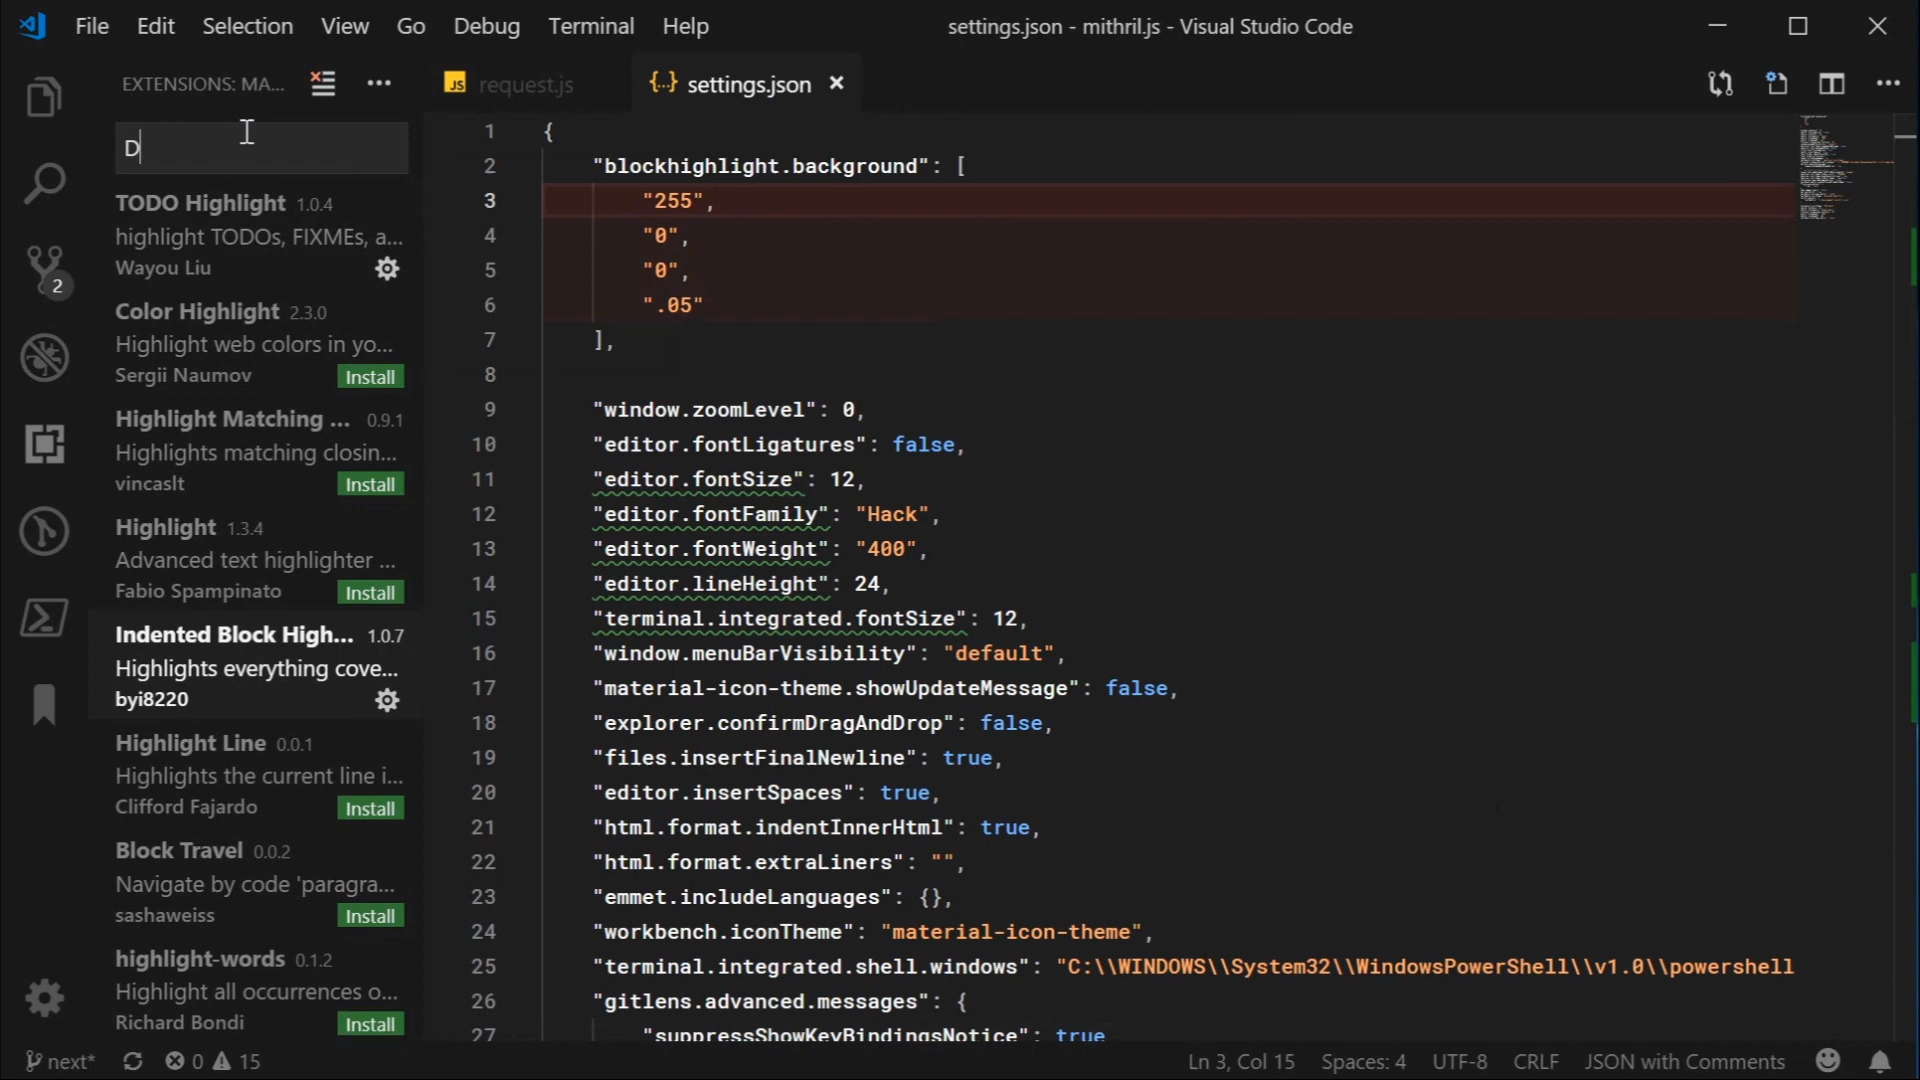 File Edit Selection View Go Debug Terminal Help settings.json - mithril.js - Visual Studio Code
EXTENSIONS: MA...
JS request.js {..} settings.json
D
TODO Highlight 1.0.4
highlight TODOs, FIXMEs, a...
Wayou Liu
Color Highlight 2.3.0
Highlight web colors in yo...
Sergii Naumov Install
Highlight Matching ... 0.9.1
Highlights matching closin...
vincaslt Install
Highlight 1.3.4
Advanced text highlighter ...
Fabio Spampinato Install
Indented Block High... 1.0.7
Highlights everything cove...
byi8220
Highlight Line 0.0.1
Highlights the current line i...
Clifford Fajardo Install
Block Travel 0.0.2
Navigate by code 'paragra...
sashaweiss Install
highlight-words 0.1.2
Highlight all occurrences o...
Richard Bondi Install
2
1 {
2 "blockhighlight.background": [
3 "255",
4 "0",
5 "0",
6 ".05"
7 ],
8
9 "window.zoomLevel": 0,
10 "editor.fontLigatures": false,
11 "editor.fontSize": 12,
12 "editor.fontFamily": "Hack",
13 "editor.fontWeight": "400",
14 "editor.lineHeight": 24,
15 "terminal.integrated.fontSize": 12,
16 "window.menuBarVisibility": "default",
17 "material-icon-theme.showUpdateMessage": false,
18 "explorer.confirmDragAndDrop": false,
19 "files.insertFinalNewline": true,
20 "editor.insertSpaces": true,
21 "html.format.indentInnerHtml": true,
22 "html.format.extraLiners": "",
23 "emmet.includeLanguages": {},
24 "workbench.iconTheme": "material-icon-theme",
25 "terminal.integrated.shell.windows": "C:\\WINDOWS\\System32\\WindowsPowerShell\\v1.0\\powershell
26 "gitlens.advanced.messages": {
27 "suppressShowKeyBindingsNotice": true
next* 0 15 Ln 3, Col 15 Spaces: 4 UTF-8 CRLF JSON with Comments